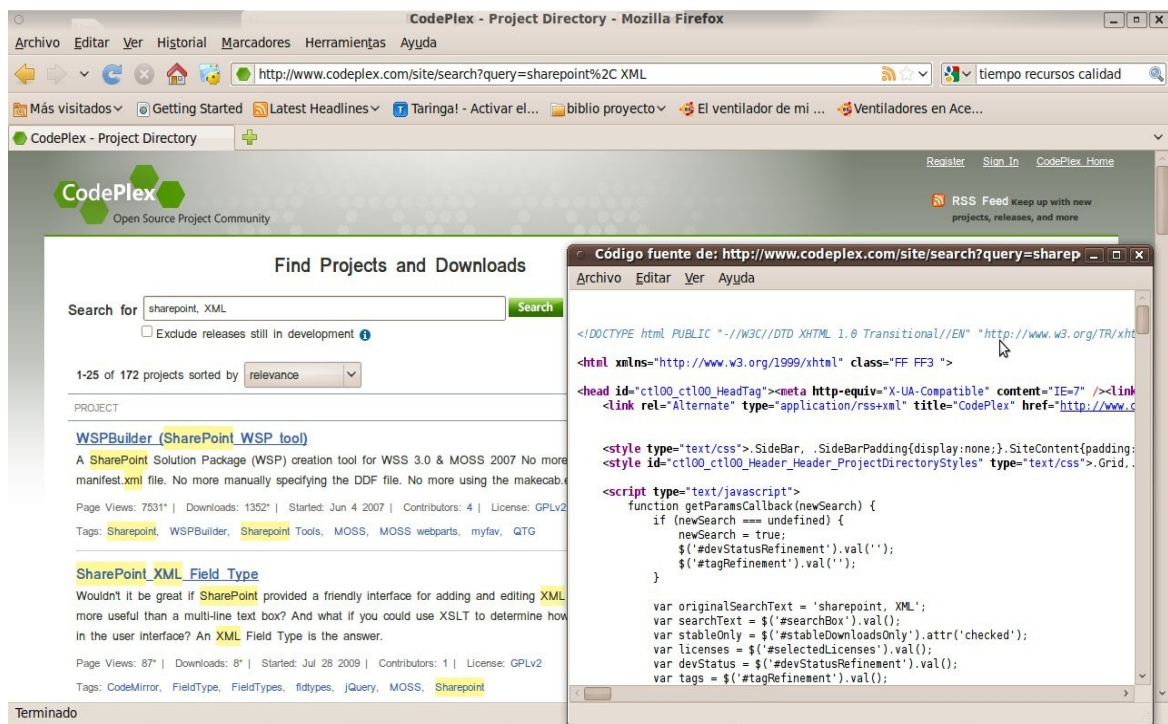 CodePlex - Project Directory - Mozilla Firefox
Archivo Editar Ver Historial Marcadores Herramientas Ayuda
http://www.codeplex.com/site/search?query=sharepoint%2C XML
tiempo recursos calidad
Más visitados Getting Started Latest Headlines Taringa! - Activar el... biblio proyecto El ventilador de mi ... Ventiladores en Ace...
CodePlex - Project Directory
Register Sign In CodePlex Home
CodePlex
Open Source Project Community
RSS Feed Keep up with new
projects, releases, and more
Find Projects and Downloads
Search for sharepoint, XML Search
Exclude releases still in development
1-25 of 172 projects sorted by relevance
PROJECT
WSPBuilder (SharePoint WSP tool)
A SharePoint Solution Package (WSP) creation tool for WSS 3.0 & MOSS 2007 No more
manifest.xml file. No more manually specifying the DDF file. No more using the makecab.
Page Views: 7531* | Downloads: 1352* | Started: Jun 4 2007 | Contributors: 4 | License: GPLv2
Tags: Sharepoint, WSPBuilder, Sharepoint Tools, MOSS, MOSS webparts, myfav, QTG
SharePoint XML Field Type
Wouldn't it be great if SharePoint provided a friendly interface for adding and editing XML
more useful than a multi-line text box? And what if you could use XSLT to determine how
in the user interface? An XML Field Type is the answer.
Page Views: 87* | Downloads: 8* | Started: Jul 28 2009 | Contributors: 1 | License: GPLv2
Tags: CodeMirror, FieldType, FieldTypes, fldtypes, jQuery, MOSS, Sharepoint
Terminado
Código fuente de: http://www.codeplex.com/site/search?query=sharep
Archivo Editar Ver Ayuda
<!DOCTYPE html PUBLIC "-//W3C//DTD XHTML 1.0 Transitional//EN" "http://www.w3.org/TR/xht
<html xmlns="http://www.w3.org/1999/xhtml" class="FF FF3 ">
<head id="ctl00_ctl00_HeadTag"><meta http-equiv="X-UA-Compatible" content="IE=7" /><link
<link rel="Alternate" type="application/rss+xml" title="CodePlex" href="http://www.c
<style type="text/css">.SideBar, .SideBarPadding{display:none;}.SiteContent{padding:
<style id="ctl00_ctl00_Header_Header_ProjectDirectoryStyles" type="text/css">.Grid,.
<script type="text/javascript">
function getParamsCallback(newSearch) {
if (newSearch === undefined) {
newSearch = true;
$('#devStatusRefinement').val('');
$('#tagRefinement').val('');
}
var originalSearchText = 'sharepoint, XML';
var searchText = $('#searchBox').val();
var stableOnly = $('#stableDownloadsOnly').attr('checked');
var licenses = $('#selectedLicenses').val();
var devStatus = $('#devStatusRefinement').val();
var tags = $('#tagRefinement').val();